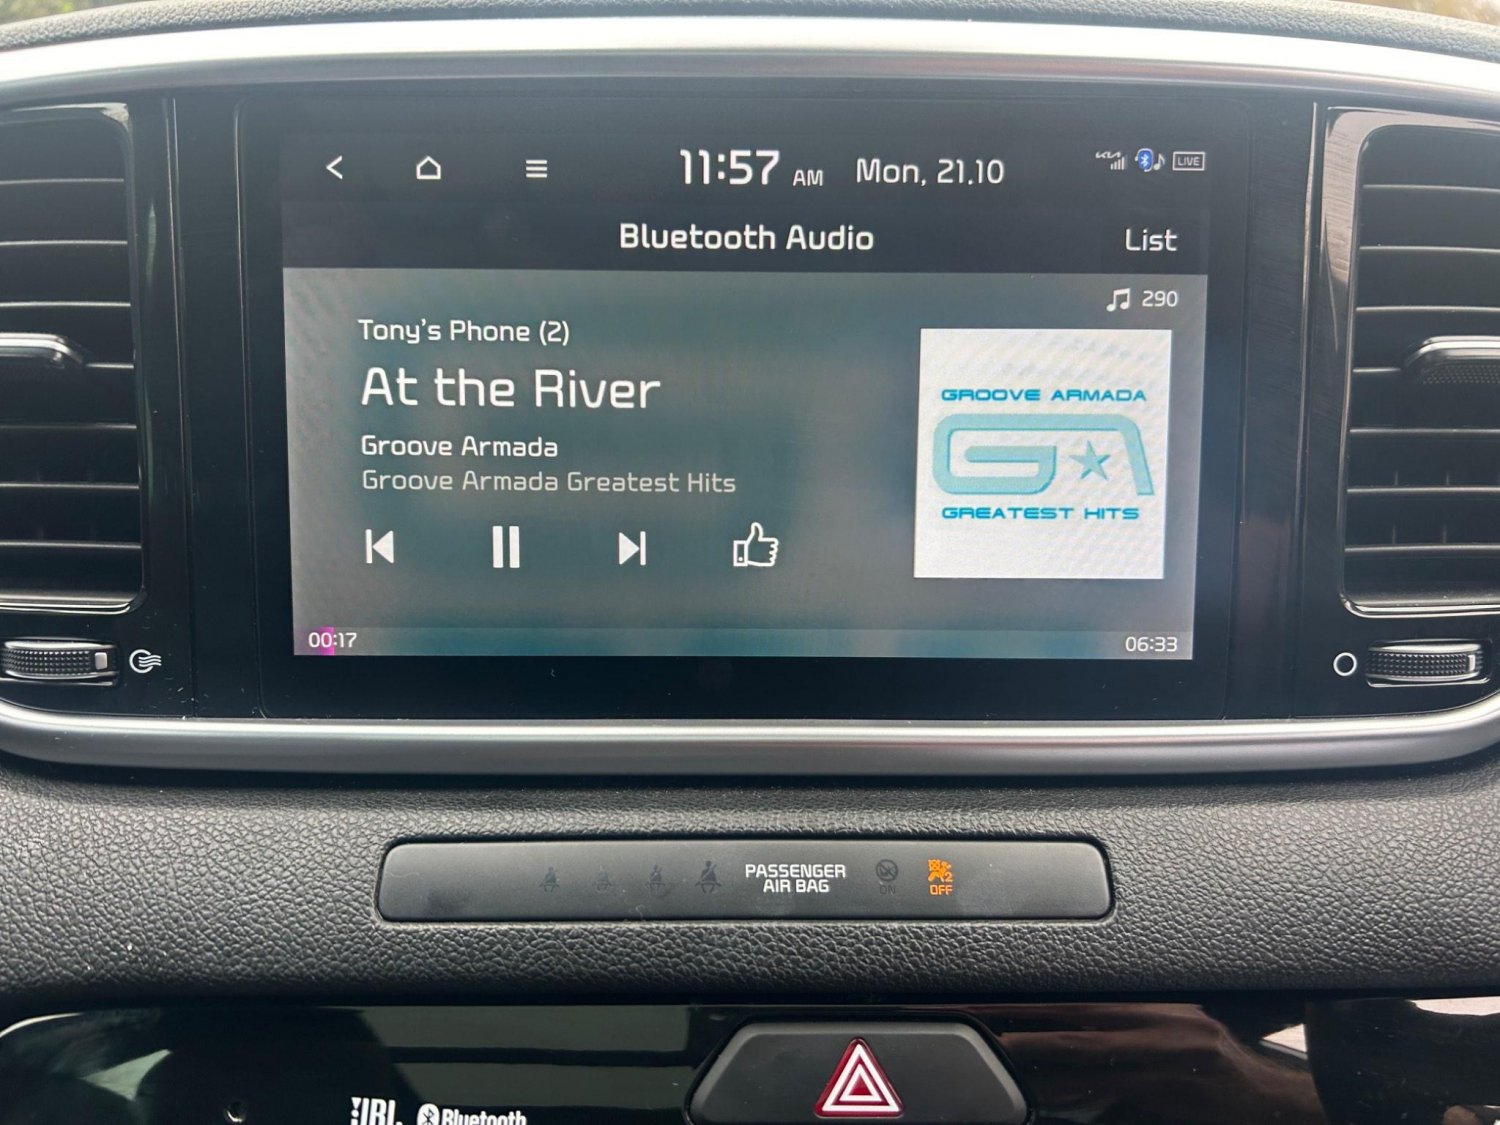 11:57 AM Mon, 21.10
KIA LIVE
Bluetooth Audio
List
290
Tony's Phone (2)
At the River
Groove Armada
Groove Armada Greatest Hits
GROOVE ARMADA
GA
GREATEST HITS
00:17
06:33
PASSENGER
AIR BAG
ON
OFF
JBL Bluetooth